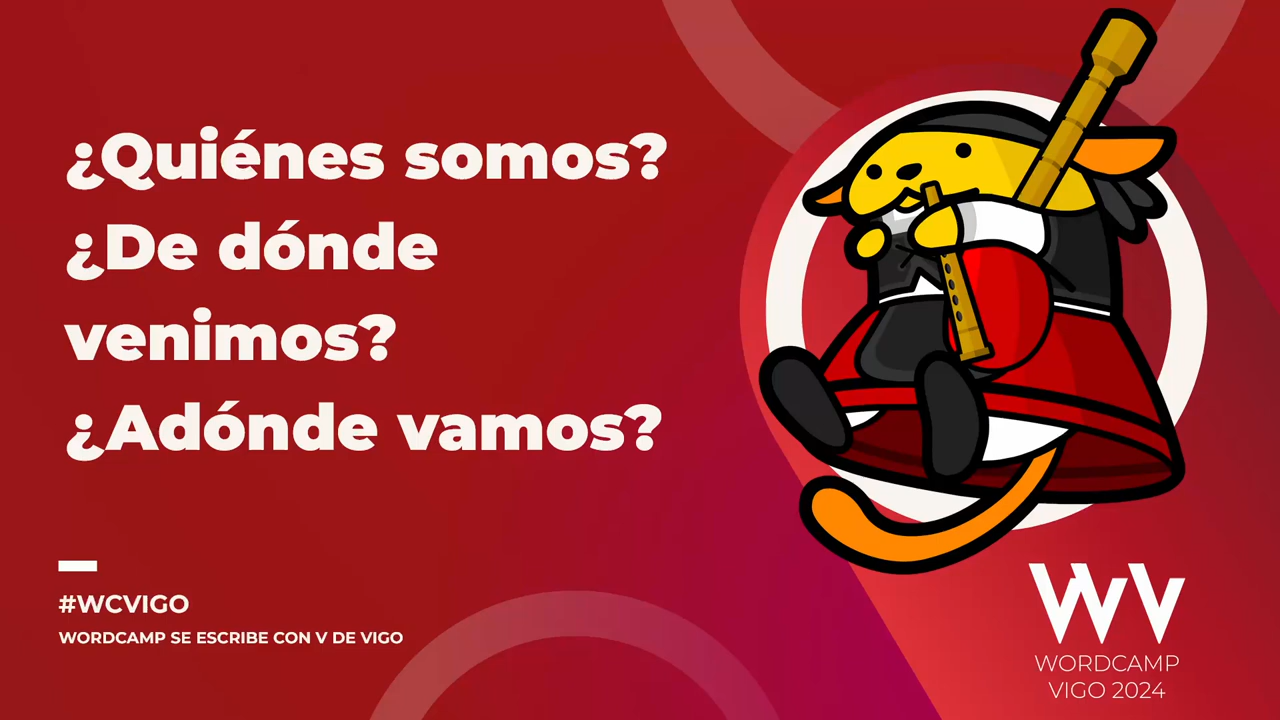 ¿Quiénes somos?
¿De dónde
venimos?
¿Adónde vamos?
#WCVIGO
WORDCAMP SE ESCRIBE CON V DE VIGO
WV
WORDCAMP
VIGO 2024